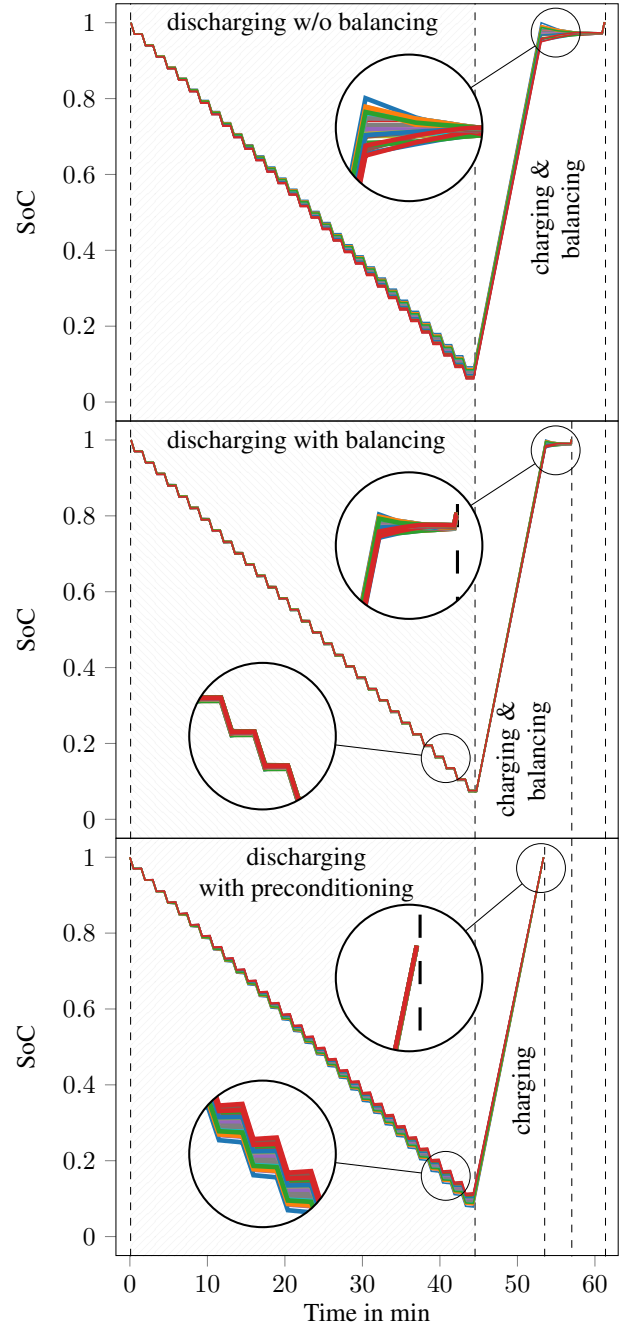 discharging w/o balancing
1
0.8
0.6
0.4
0.2
0
SoC
charging &
balancing
discharging with balancing
1
0.8
0.6
0.4
0.2
0
SoC
charging &
balancing
discharging
with preconditioning
1
0.8
0.6
0.4
0.2
0
SoC
charging
0
10
20
30
40
50
60
Time in min